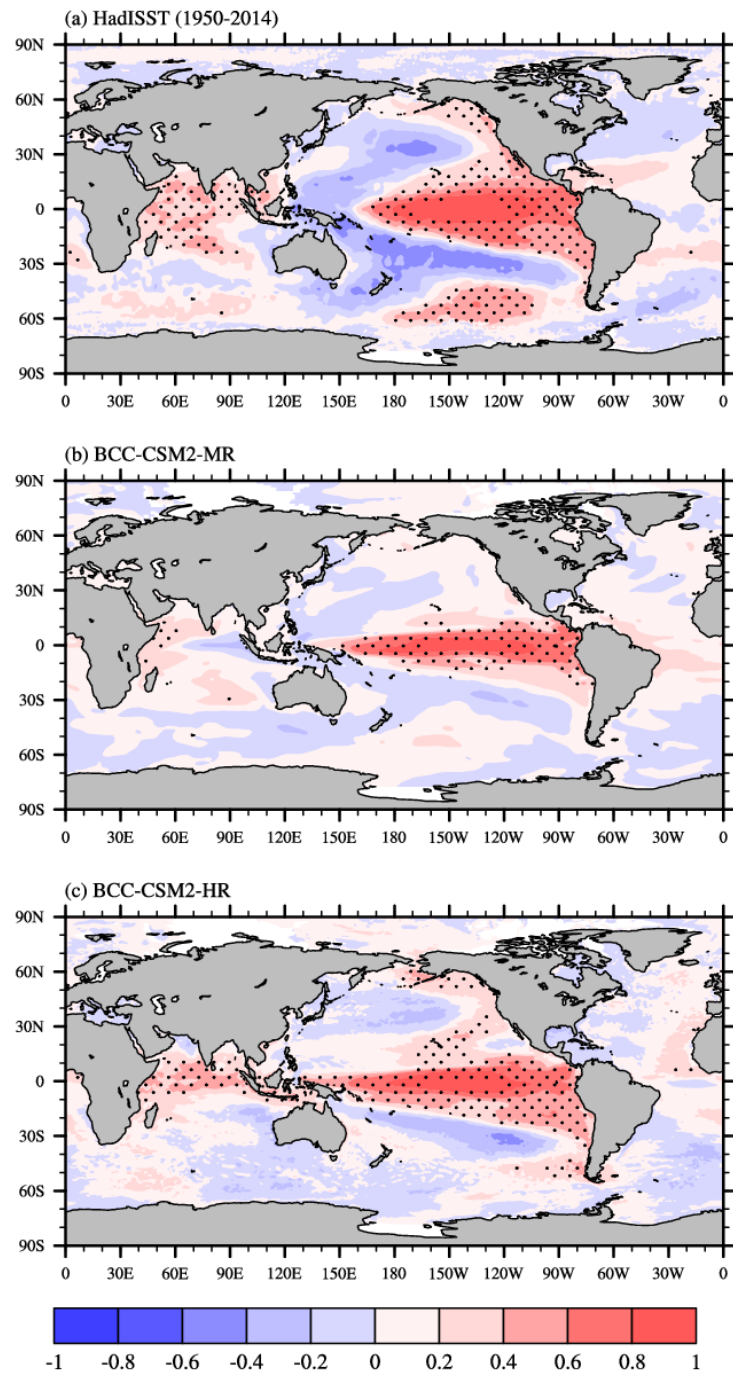 (a) HadISST (1950-2014)
90N
60N
30N
0
30S
60S
90S
0 30E 60E 90E 120E 150E 180 150W 120W 90W 60W 30W 0
(b) BCC-CSM2-MR
90N
60N
30N
0
30S
60S
90S
0 30E 60E 90E 120E 150E 180 150W 120W 90W 60W 30W 0
(c) BCC-CSM2-HR
90N
60N
30N
0
30S
60S
90S
0 30E 60E 90E 120E 150E 180 150W 120W 90W 60W 30W 0
-1 -0.8 -0.6 -0.4 -0.2 0 0.2 0.4 0.6 0.8 1